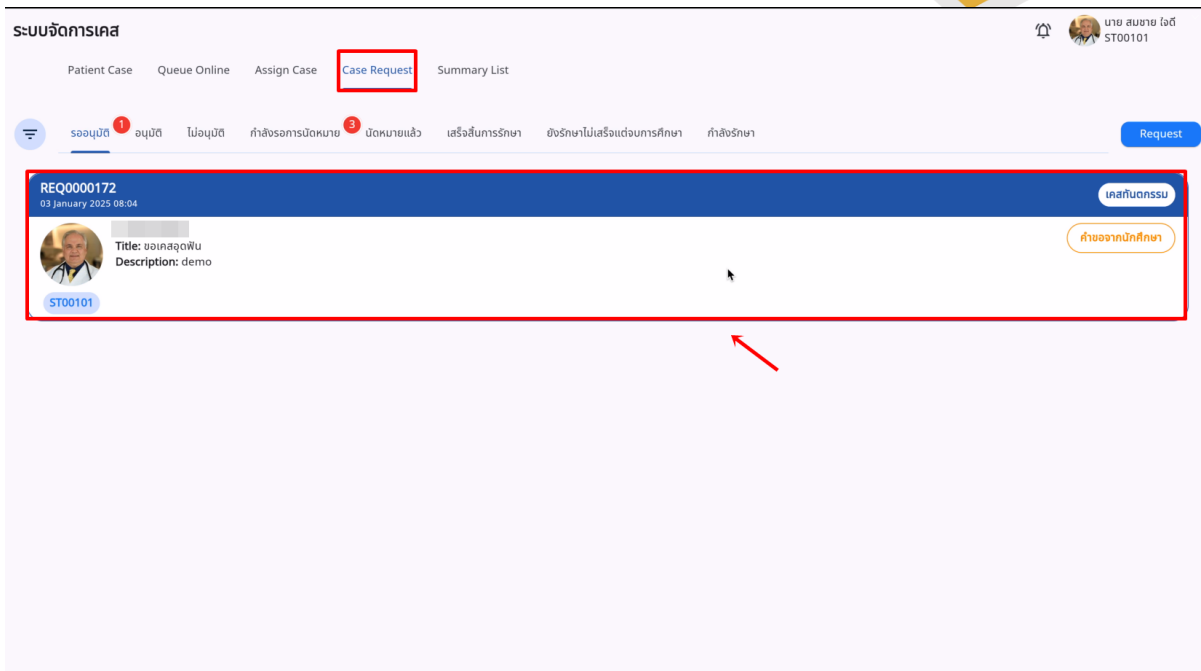 ระบบจัดการเคส
นาย สมชาย ใจดี
ST00101
Patient Case Queue Online Assign Case Case Request Summary List
รออนุมัติ 1 อนุมัติ ไม่อนุมัติ กำลังรอการนัดหมาย 3 นัดหมายแล้ว เสร็จสิ้นการรักษา ยังรักษาไม่เสร็จแต่จบการศึกษา กำลังรักษา Request
REQ0000172
03 January 2025 08:04
เคสทันตกรรม
คำขอจากนักศึกษา
Title: ขอเคสอุดฟัน
Description: demo
ST00101